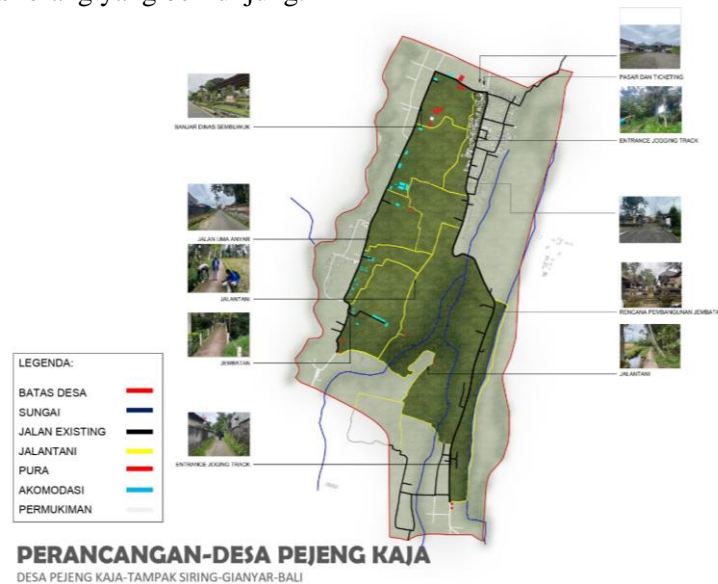 PASAR DAN TICKETING
BANJAR DINAS SEMBUWUK
ENTRANCE JOGGING TRACK
JALAN UMA ANYAR
JALANTANI
RENCANA PEMBANGUNAN JEMBATA
JEMBATAN
JALANTANI
ENTRANCE JOGING TRACK
LEGENDA:
BATAS DESA
SUNGAI
JALAN EXISTING
JALANTANI
PURA
AKOMODASI
PERMUKIMAN
PERANCANGAN-DESA PEJENG KAJA
DESA PEJENG KAJA-TAMPAK SIRING-GIANYAR-BALI